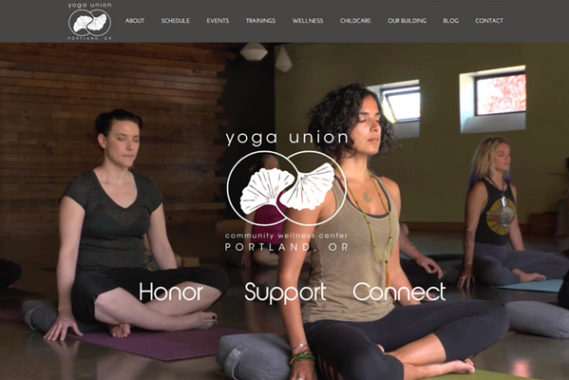 yoga union
PORTLAND, OR
ABOUT SCHEDULE EVENTS TRAININGS WELLNESS CHILDCARE OUR BUILDING BLOG CONTACT
yoga union
community wellness center
PORTLAND, OR
Honor Support Connect